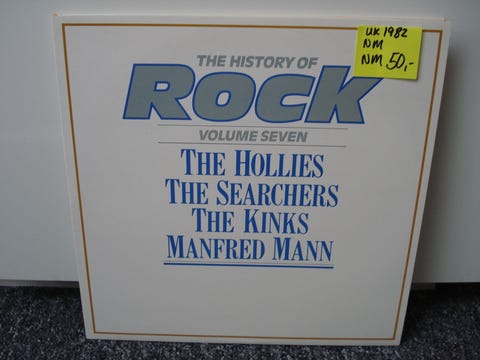 UK 1982
NM
NM 50,-
THE HISTORY OF
ROCK
VOLUME SEVEN
THE HOLLIES
THE SEARCHERS
THE KINKS
MANFRED MANN